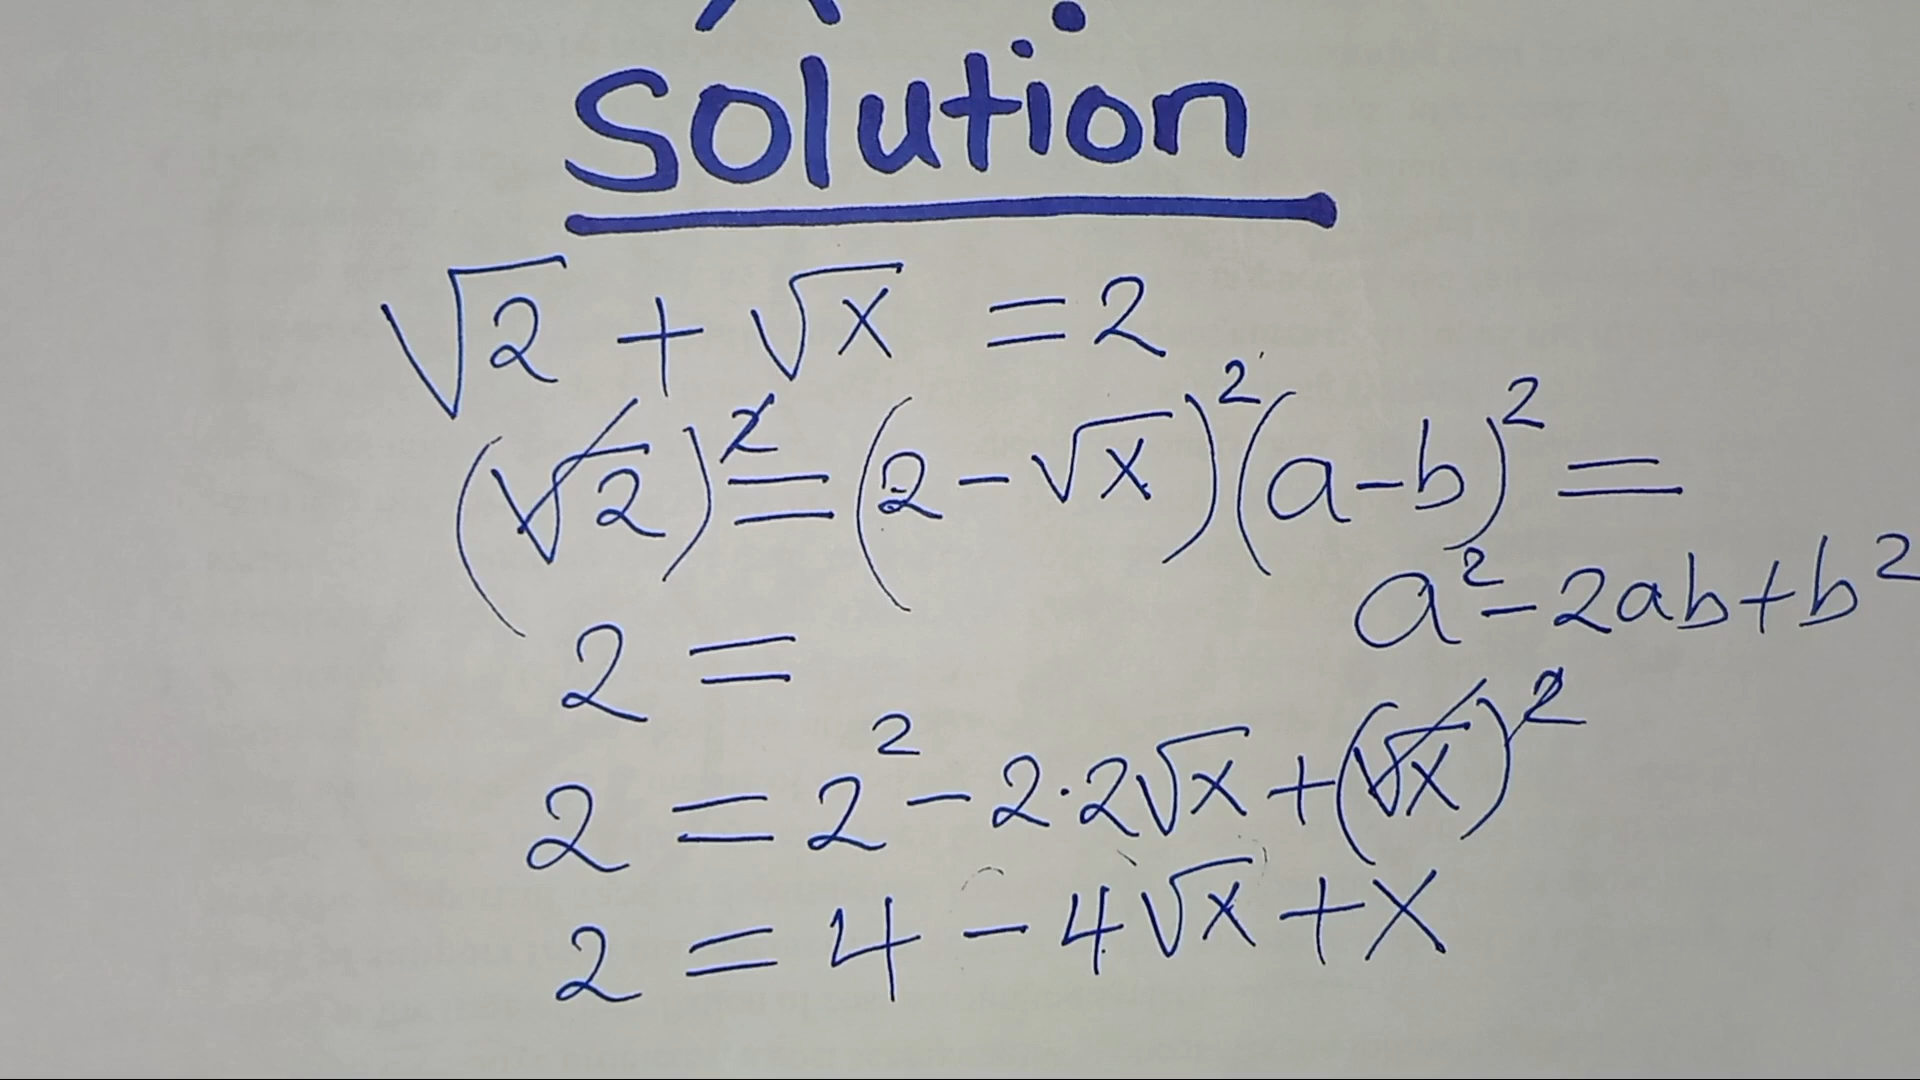 Solution
√2 + √x = 2
(√2)² = (2 - √x)² (a-b)² =
a² - 2ab + b²
2 =
2 = 2² - 2·2√x + (√x)²
2 = 4 - 4√x + x